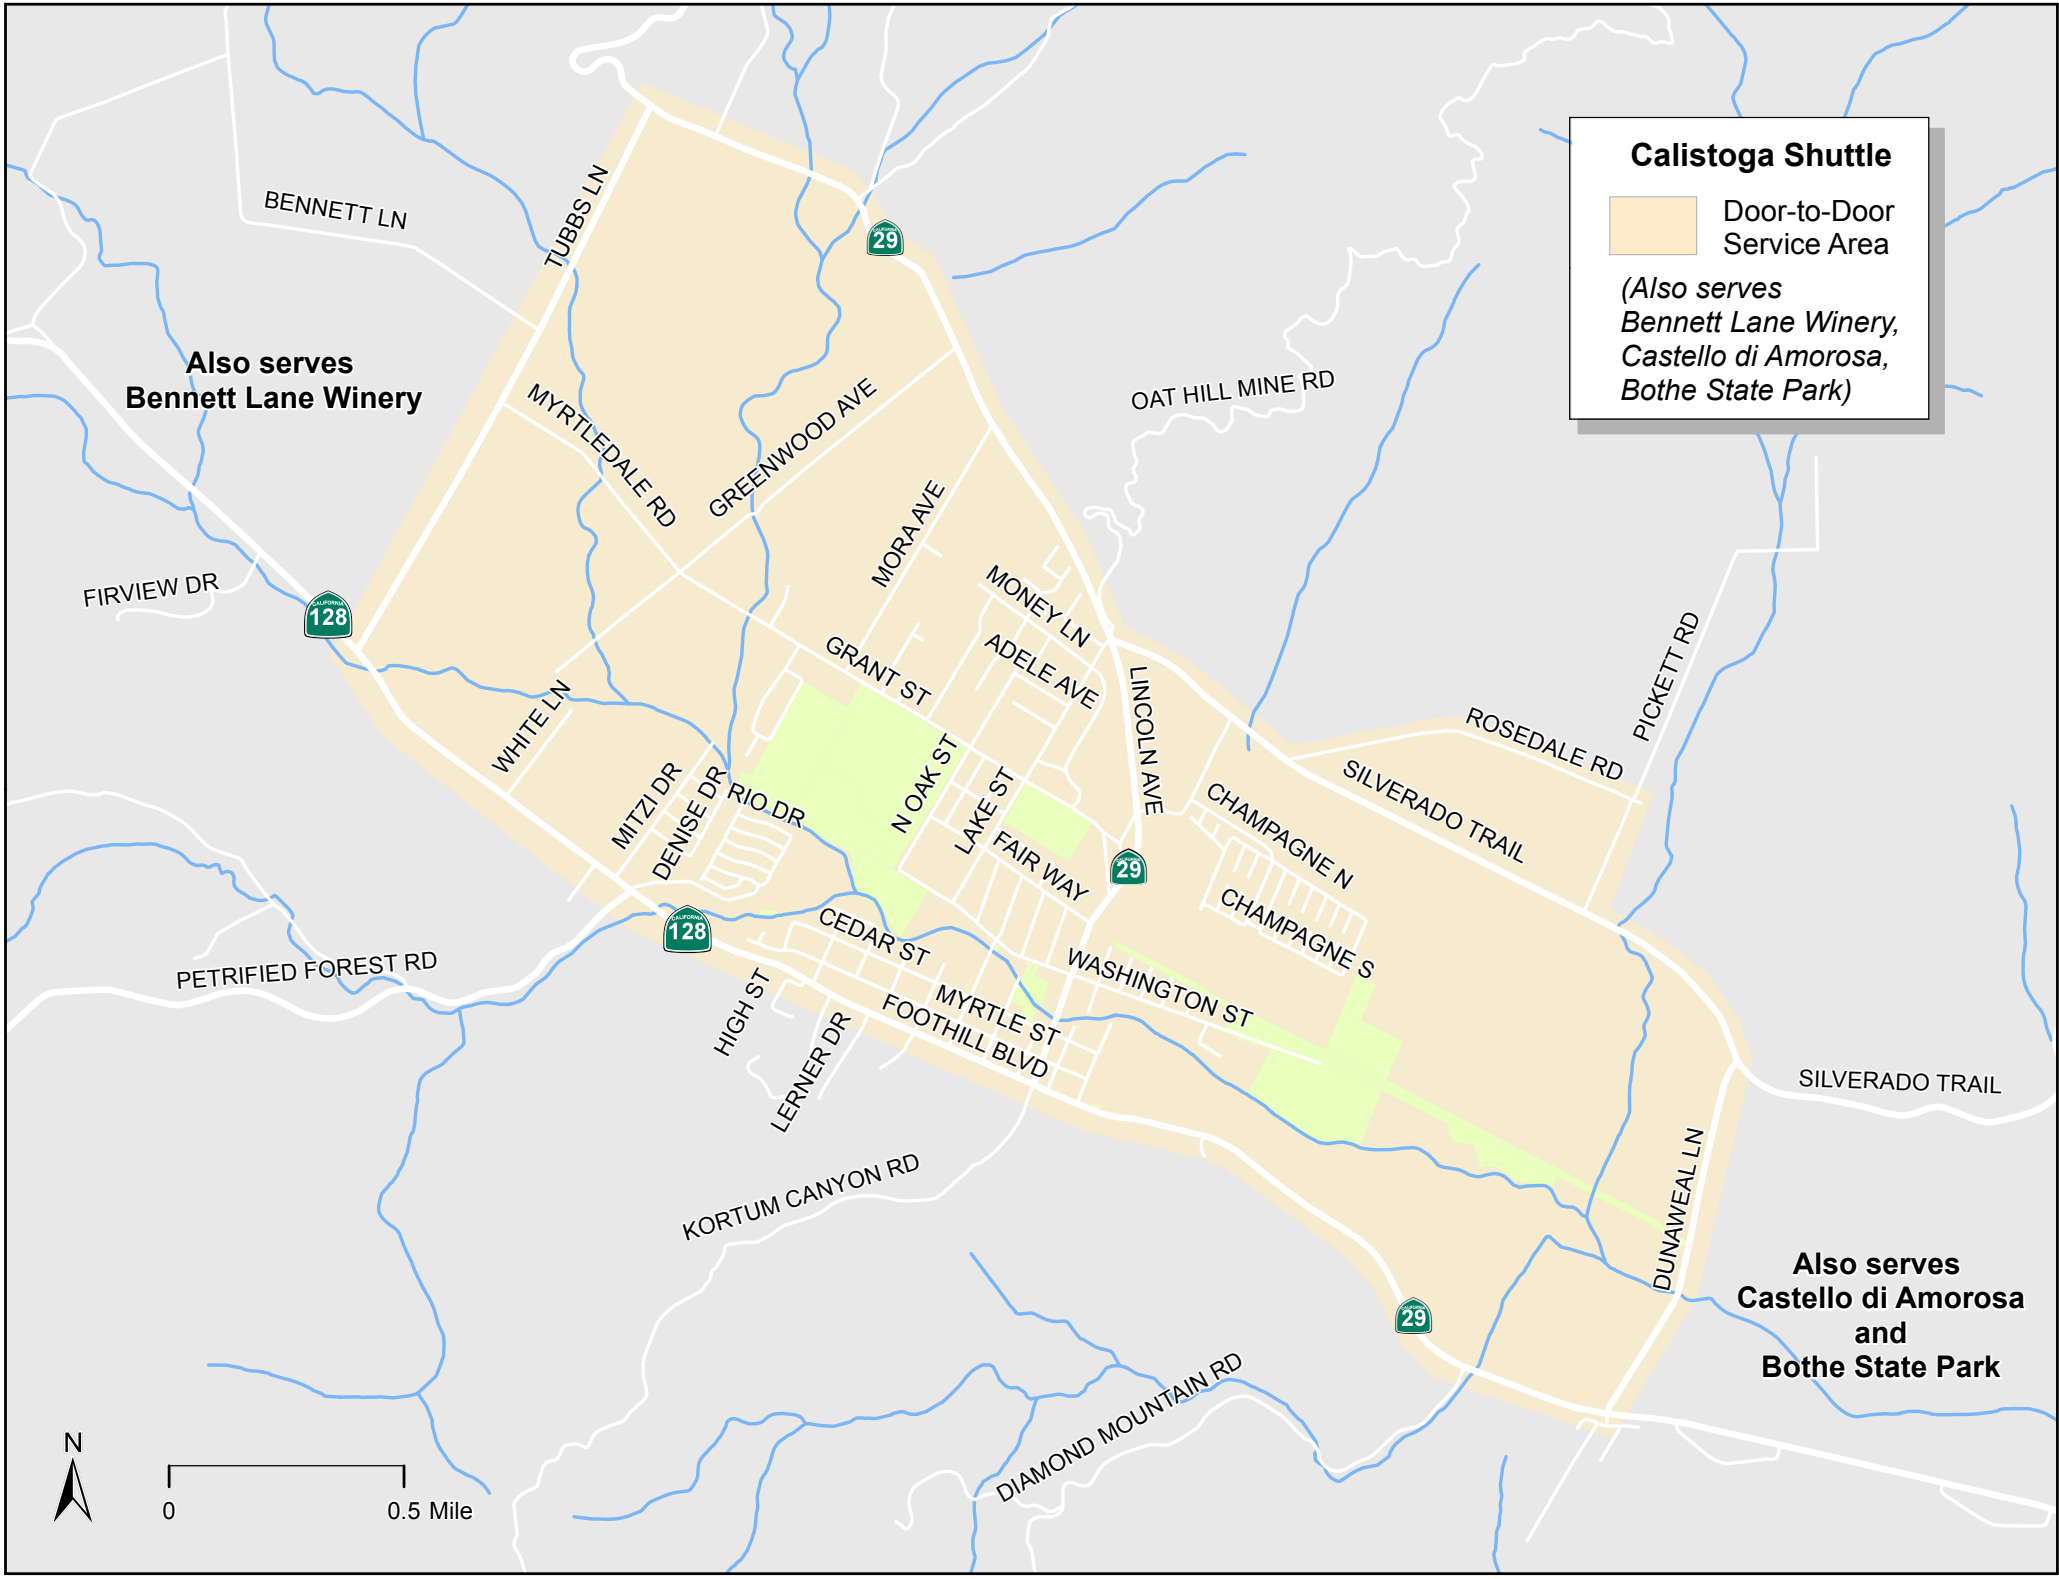 Calistoga Shuttle
Door-to-Door
Service Area
(Also serves
Bennett Lane Winery,
Castello di Amorosa,
Bothe State Park)
BENNETT LN
TUBBS LN
CALIFORNIA
29
Also serves
Bennett Lane Winery
MYRTLEDALE RD
GREENWOOD AVE
OAT HILL MINE RD
MORA AVE
FIRVIEW DR
CALIFORNIA
128
MONEY LN
ADELE AVE
GRANT ST
LINCOLN AVE
PICKETT RD
ROSEDALE RD
SILVERADO TRAIL
WHITE LN
MITZI DR
DENISE DR
RIO DR
N OAK ST
LAKE ST
FAIR WAY
CALIFORNIA
29
CHAMPAGNE N
CHAMPAGNE S
CALIFORNIA
128
CEDAR ST
WASHINGTON ST
PETRIFIED FOREST RD
HIGH ST
MYRTLE ST
FOOTHILL BLVD
LERNER DR
SILVERADO TRAIL
KORTUM CANYON RD
DUNAWEAL LN
Also serves
Castello di Amorosa
and
Bothe State Park
CALIFORNIA
29
DIAMOND MOUNTAIN RD
N
0
0.5 Mile